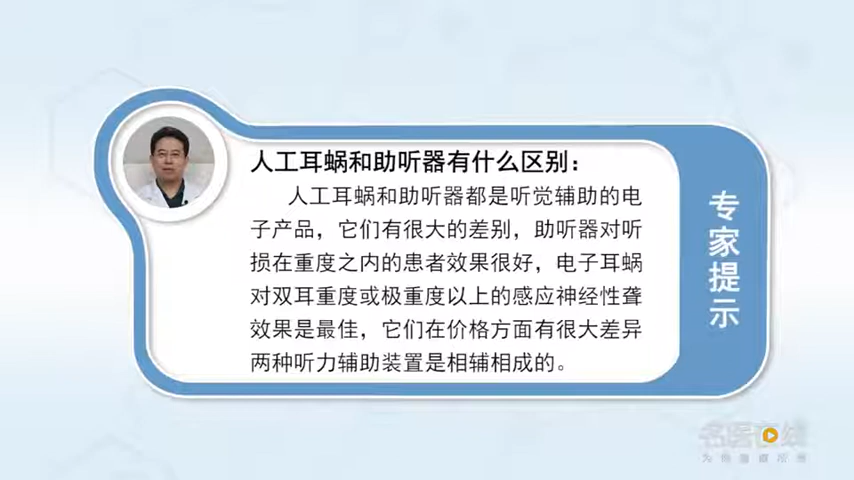 人工耳蜗和助听器有什么区别：
人工耳蜗和助听器都是听觉辅助的电
子产品，它们有很大的差别，助听器对听
损在重度之内的患者效果很好，电子耳蜗
对双耳重度或极重度以上的感应神经性聋
效果是最佳，它们在价格方面有很大差异
两种听力辅助装置是相辅相成的。
专家提示
名医在线